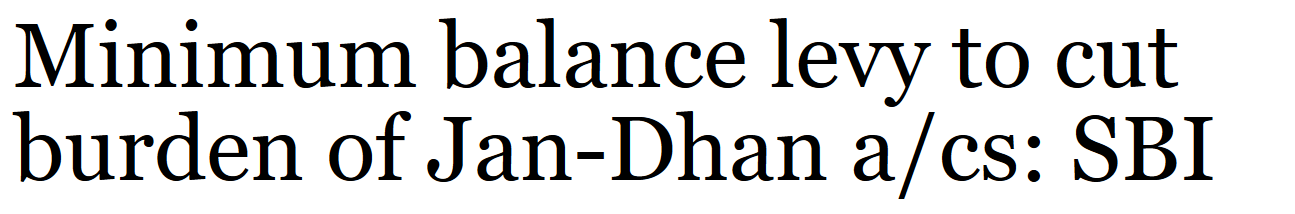 Minimum balance levy to cut
burden of Jan-Dhan a/cs: SBI